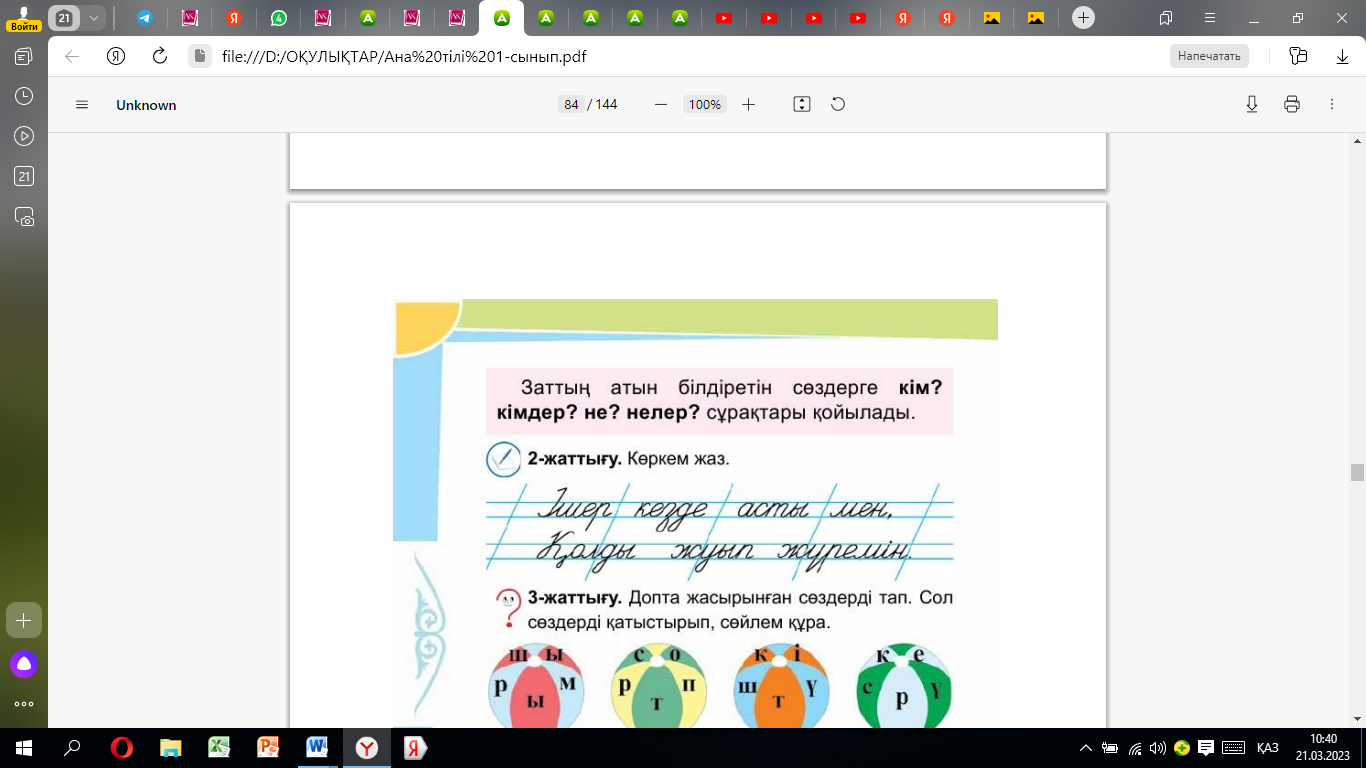 Войти
21
4
file:///D:/ОҚУЛЫҚТАР/Ана%20тілі%201-сынып.pdf
Напечатать
Unknown
84 / 144
100%
21
Заттың атын білдіретін сөздерге кім?
кімдер? не? нелер? сұрақтары қойылады.
2-жаттығу. Көркем жаз.
Ішер кезде асты мен,
Қолды жуып жүремін.
3-жаттығу. Допта жасырынған сөздерді тап. Сол
сөздерді қатыстырып, сөйлем құра.
ш ы с о к і к е
р ы м р т п ш т ү с р ү
ҚАЗ
10:40
21.03.2023